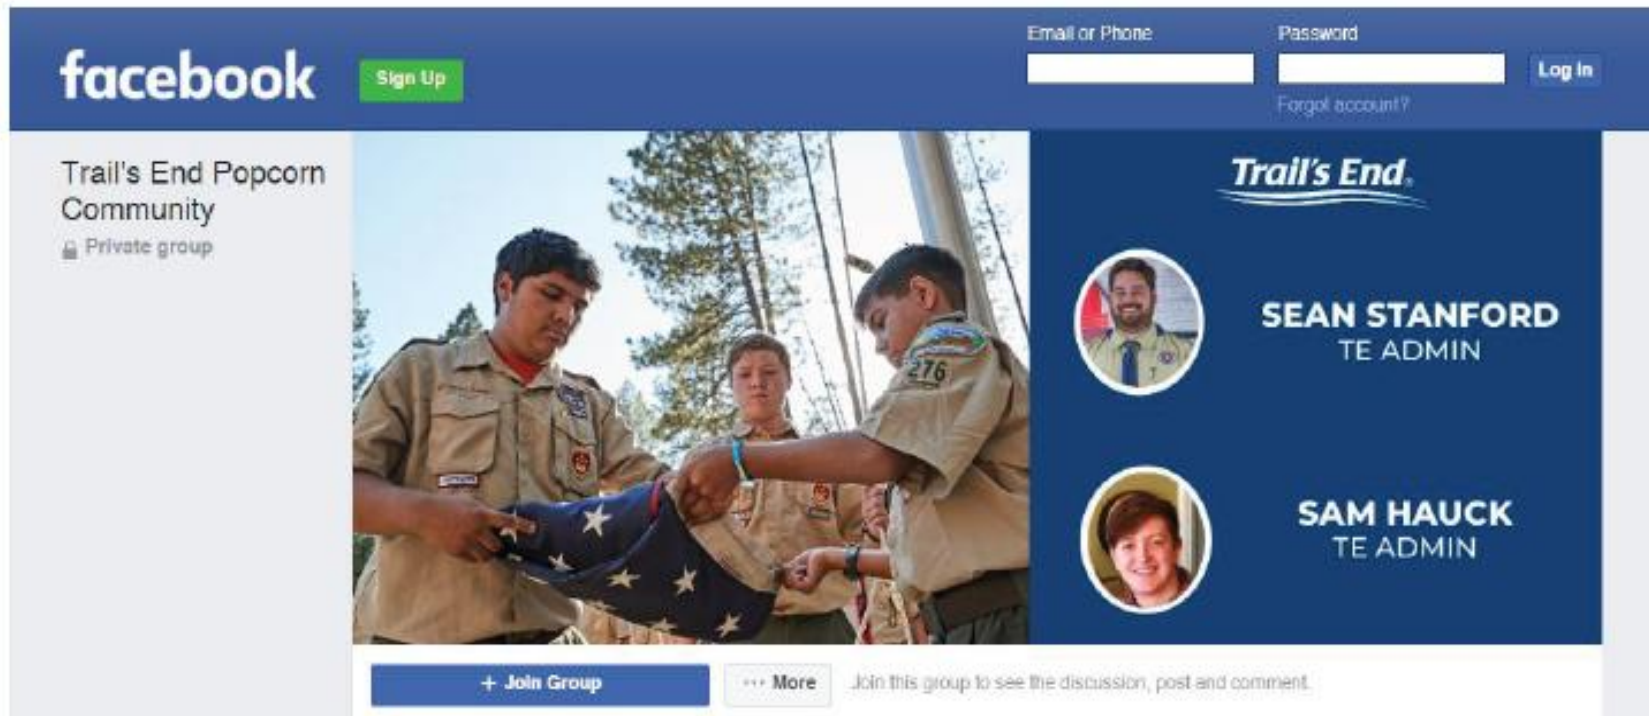 Email or Phone
Password
facebook
Sign Up
Log In
Forgot account?
Trail's End Popcorn
Community
Private group
Trail's End®
SEAN STANFORD
TE ADMIN
276
SAM HAUCK
TE ADMIN
+ Join Group
··· More
Join this group to see the discussion, post and comment.